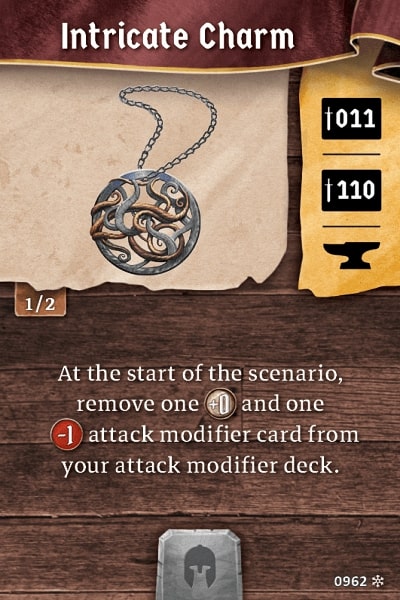 Intricate Charm
011
110
1/2
At the start of the scenario,
remove one +0 and one
-1 attack modifier card from
your attack modifier deck.
0962